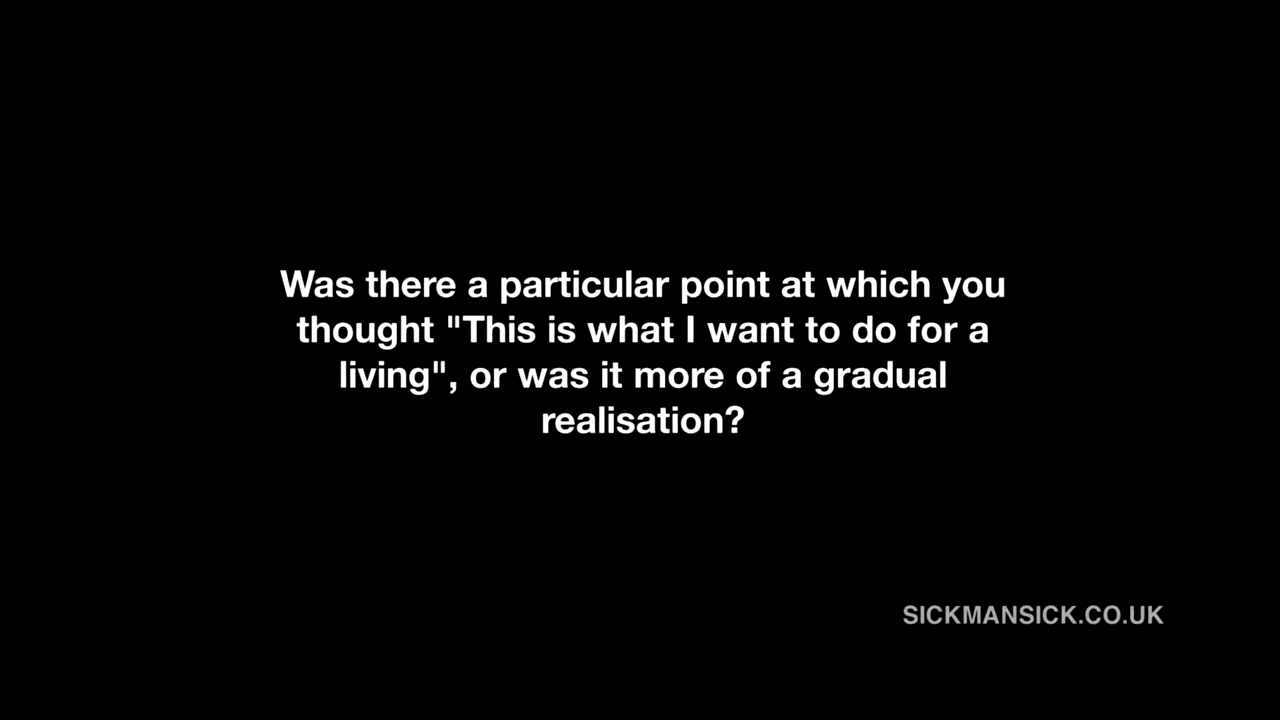 Was there a particular point at which you
thought "This is what I want to do for a
living", or was it more of a gradual
realisation?
SICKMANSICK.CO.UK